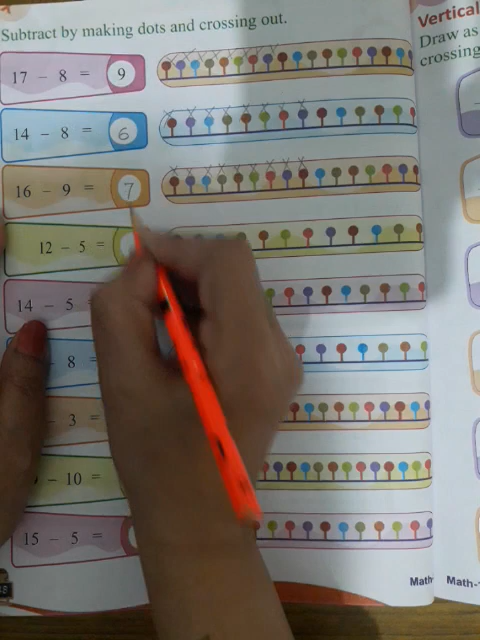 Subtract by making dots and crossing out.
17 - 8 = 9
14 - 8 = 6
16 - 9 = 7
12 - 5 =
14 - 5
8 =
- 3 =
- 10 =
15 - 5 =
Vertical
Draw as
crossing
Math-